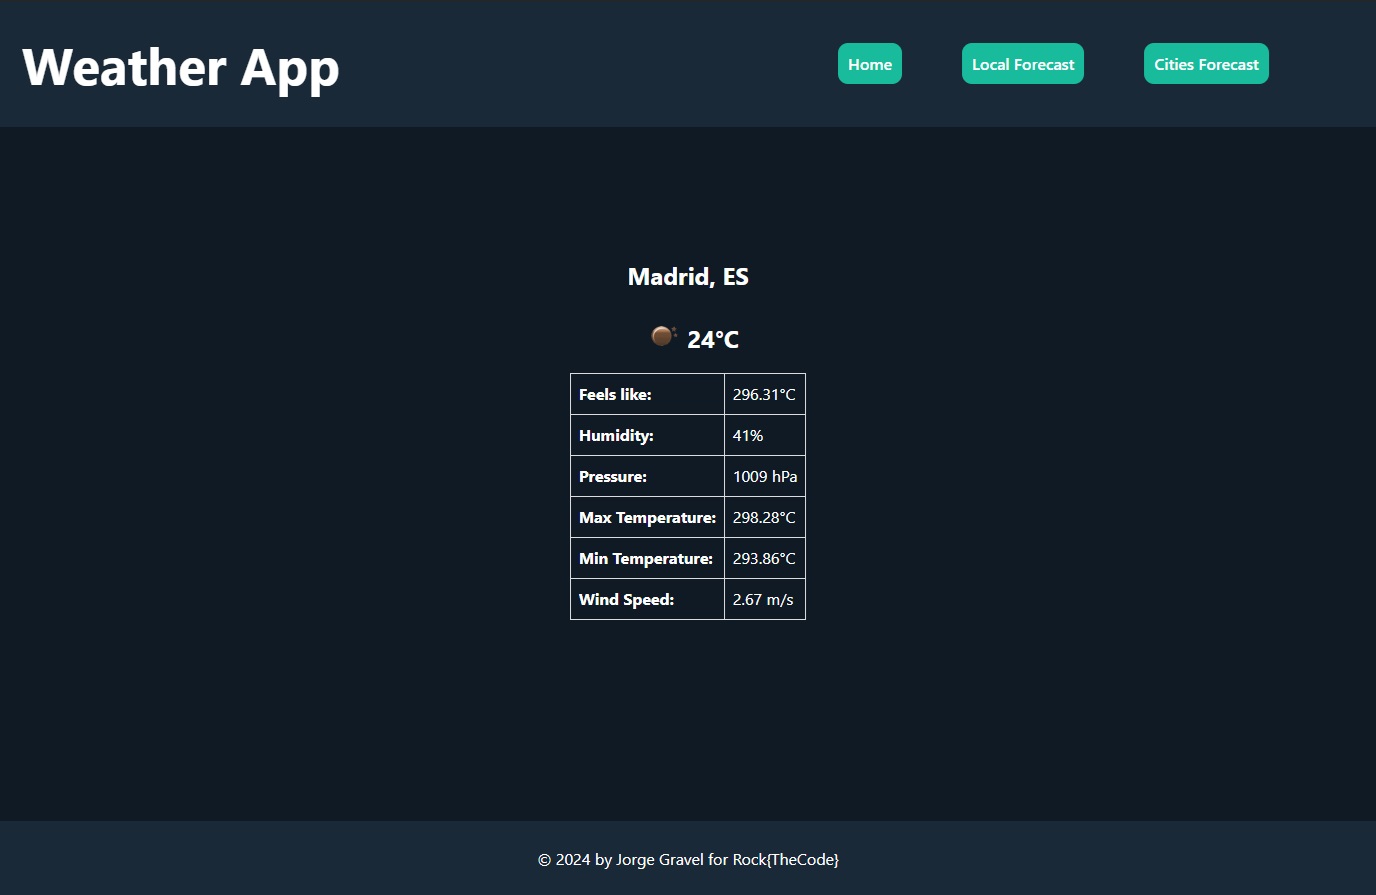 Weather App
Home
Local Forecast
Cities Forecast
Madrid, ES
24°C
Feels like: 296.31°C
Humidity: 41%
Pressure: 1009 hPa
Max Temperature: 298.28°C
Min Temperature: 293.86°C
Wind Speed: 2.67 m/s
© 2024 by Jorge Gravel for Rock{TheCode}